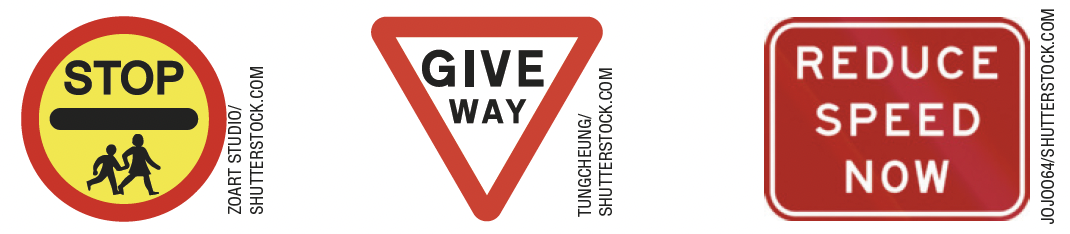 STOP
ZOART STUDIO/
SHUTTERSTOCK.COM
GIVE
WAY
TUNGCHEUNG/
SHUTTERSTOCK.COM
REDUCE
SPEED
NOW
JOJOO64/SHUTTERSTOCK.COM